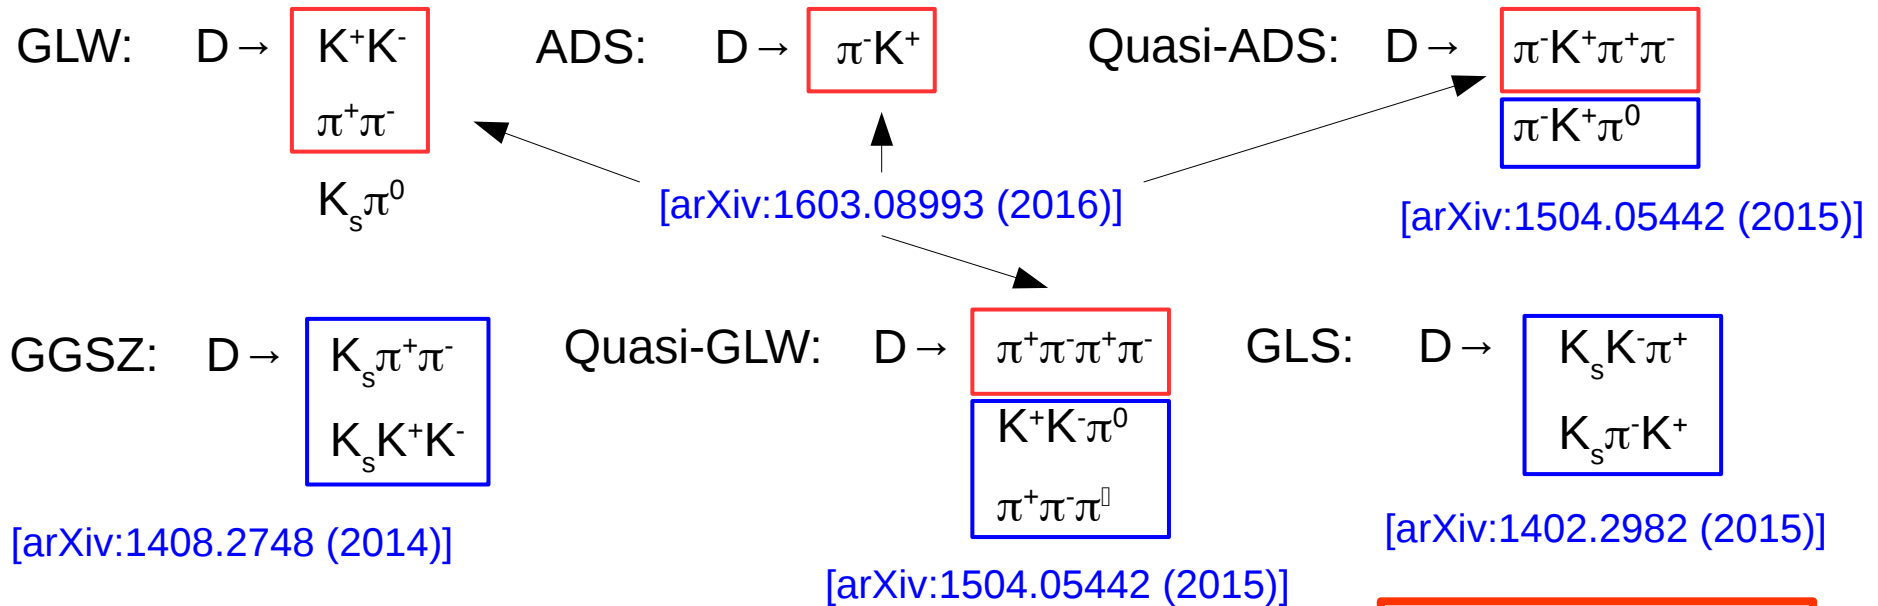 GLW: D→ K⁺K⁻
π⁺π⁻
Kₛπ⁰
ADS: D→ π⁻K⁺
Quasi-ADS: D→ π⁻K⁺π⁺π⁻
π⁻K⁺π⁰
[arXiv:1603.08993 (2016)]
[arXiv:1504.05442 (2015)]
GGSZ: D→ Kₛπ⁺π⁻
KₛK⁺K⁻
[arXiv:1408.2748 (2014)]
Quasi-GLW: D→ π⁺π⁻π⁺π⁻
K⁺K⁻π⁰
π⁺π⁻π
[arXiv:1504.05442 (2015)]
GLS: D→ KₛK⁻π⁺
Kₛπ⁻K⁺
[arXiv:1402.2982 (2015)]